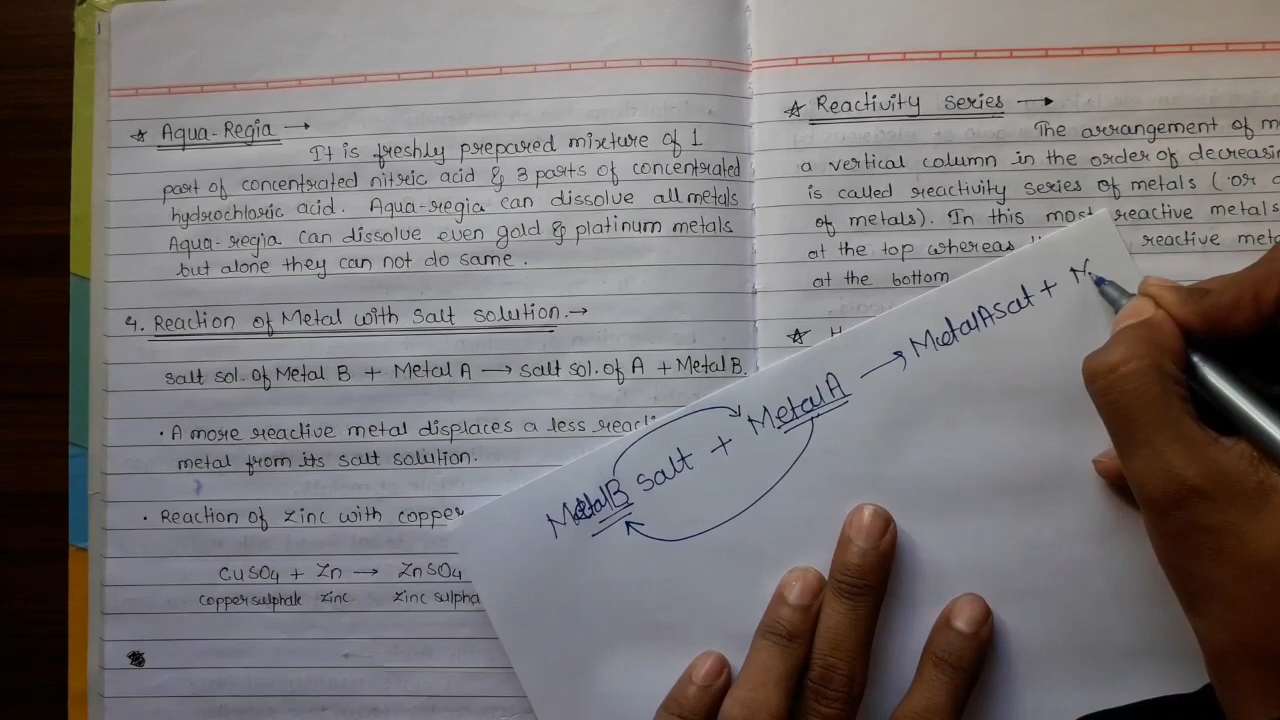 ☆ Aqua-Regia →
It is freshly prepared mixture of 1
part of concentrated nitric acid & 3 parts of concentrated
hydrochloric acid. Aqua-regia can dissolve all metals
Aqua-regia can dissolve even gold & platinum metals
but alone they can not do same.
4. Reaction of Metal with Salt solution.→
salt sol. of Metal B + Metal A → salt sol. of A + Metal B.
• A more reactive metal displaces a less reacti
metal from its salt solution.
• Reaction of zinc with copper
CuSO4 + Zn → ZnSO4
copper sulphate zinc. zinc sulpha
☆ Reactivity series →
The arrangement of m
a vertical column in the order of decreasin
is called reactivity series of metals (or a
of metals). In this most reactive metals
at the top whereas reactive meta
at the bottom
☆ H
Metal B salt + Metal A → Metal A salt + M